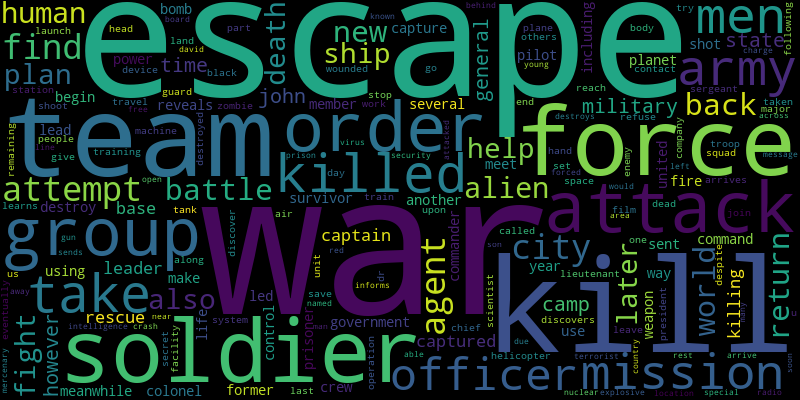 human
bomb
board
head
launch
find
escape
death
men
new
known
part
land
david
capture
behind
ship
plan
power
device
time
black
travel
station
reveals
guard
begin
shoot
zombie
free
john
wounded
go
stop
member
work
general
plane
others
young
pilot
body
try
including
shot
state
following
planet
charge
contact
army
reach
sergeant
end
several
military
back
taken
major
across
destroys
refuse
team
order
force
remaining
lead
people
line
give
machine
training
destroyed
killed
prison
virus
security
day
attacked
help
meet
hand
set
forced
space
enemy
troop
squad
company
united
left
message
attempt
open
battle
survivor
train
another
alien
would
film
area
fire
arrives
dead
join
attack
learns
destroy
base
tank
air
upon
called
son
us
sends
gun
group
using
leader
along
make
discover
war
captain
red
unit
commander
agent
one
sent
command
city
year
lieutenant
way
world
return
despite
many
take
also
led
save
named
dr
informs
scientist
kill
camp
later
weapon
president
killing
eventually
away
rescue
near
intelligence
crash
life
system
control
prisoner
government
chief
due
discovers
use
leave
fight
however
mercenary
soldier
secret
facility
operation
able
captured
helicopter
terrorist
country
rest
arrive
soon
meanwhile
colonel
former
last
crew
officer
mission
nuclear
explosive
location
special
radio